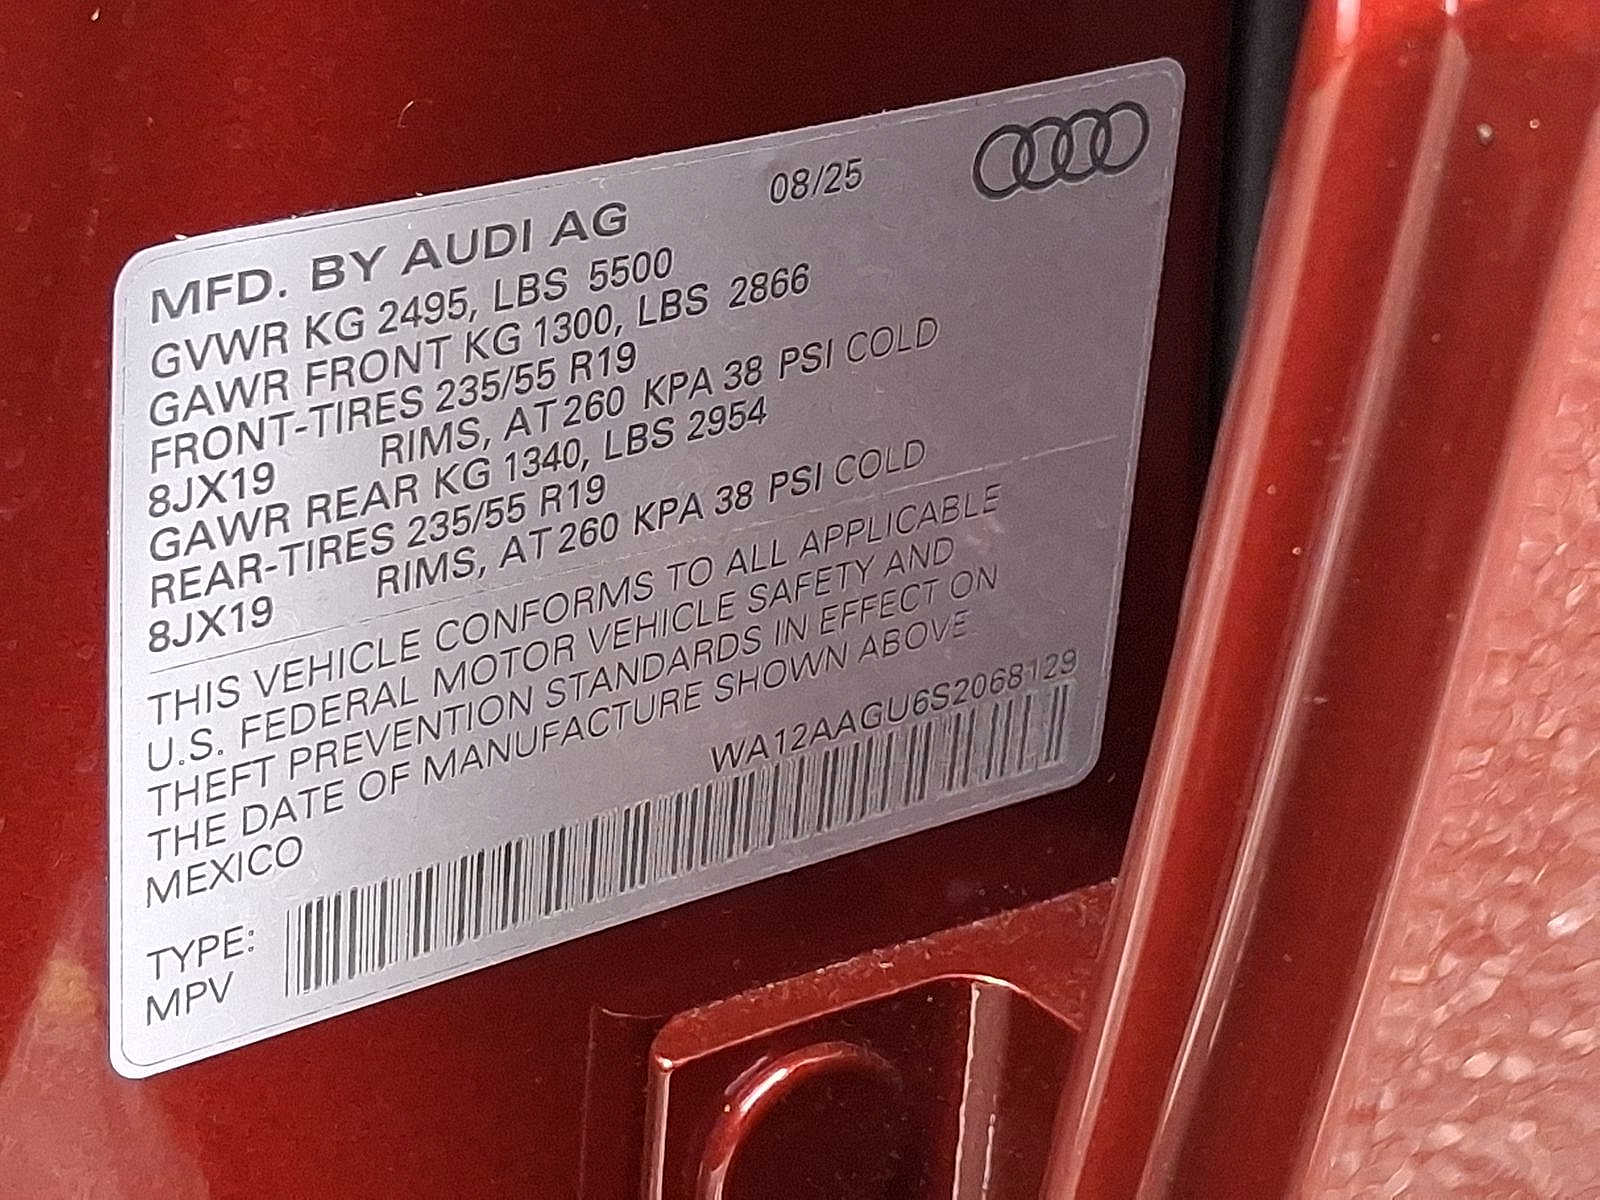 08/25
MFD. BY AUDI AG
GVWR KG 2495, LBS 5500
GAWR FRONT KG 1300, LBS 2866
FRONT-TIRES 235/55 R19
8JX19 RIMS, AT 260 KPA 38 PSI COLD
GAWR REAR KG 1340, LBS 2954
REAR-TIRES 235/55 R19
8JX19 RIMS, AT 260 KPA 38 PSI COLD
THIS VEHICLE CONFORMS TO ALL APPLICABLE
U.S. FEDERAL MOTOR VEHICLE SAFETY AND
THEFT PREVENTION STANDARDS IN EFFECT ON
THE DATE OF MANUFACTURE SHOWN ABOVE
MEXICO
WA12AAGU6S2068129
TYPE:
MPV